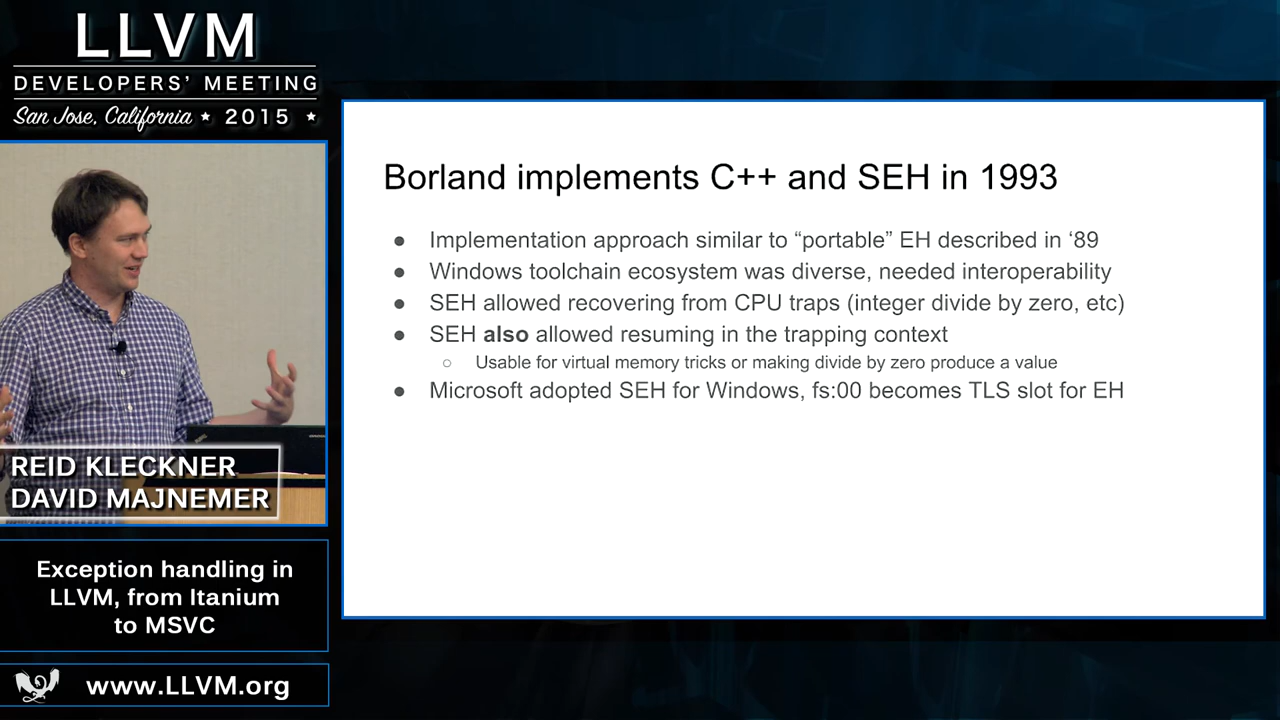 LLVM
DEVELOPERS’ MEETING
San Jose, California ★ 2015 ★
REID KLECKNER
DAVID MAJNEMER
Exception handling in
LLVM, from Itanium
to MSVC
www.LLVM.org
Borland implements C++ and SEH in 1993
● Implementation approach similar to “portable” EH described in ‘89
● Windows toolchain ecosystem was diverse, needed interoperability
● SEH allowed recovering from CPU traps (integer divide by zero, etc)
● SEH also allowed resuming in the trapping context
○ Usable for virtual memory tricks or making divide by zero produce a value
● Microsoft adopted SEH for Windows, fs:00 becomes TLS slot for EH